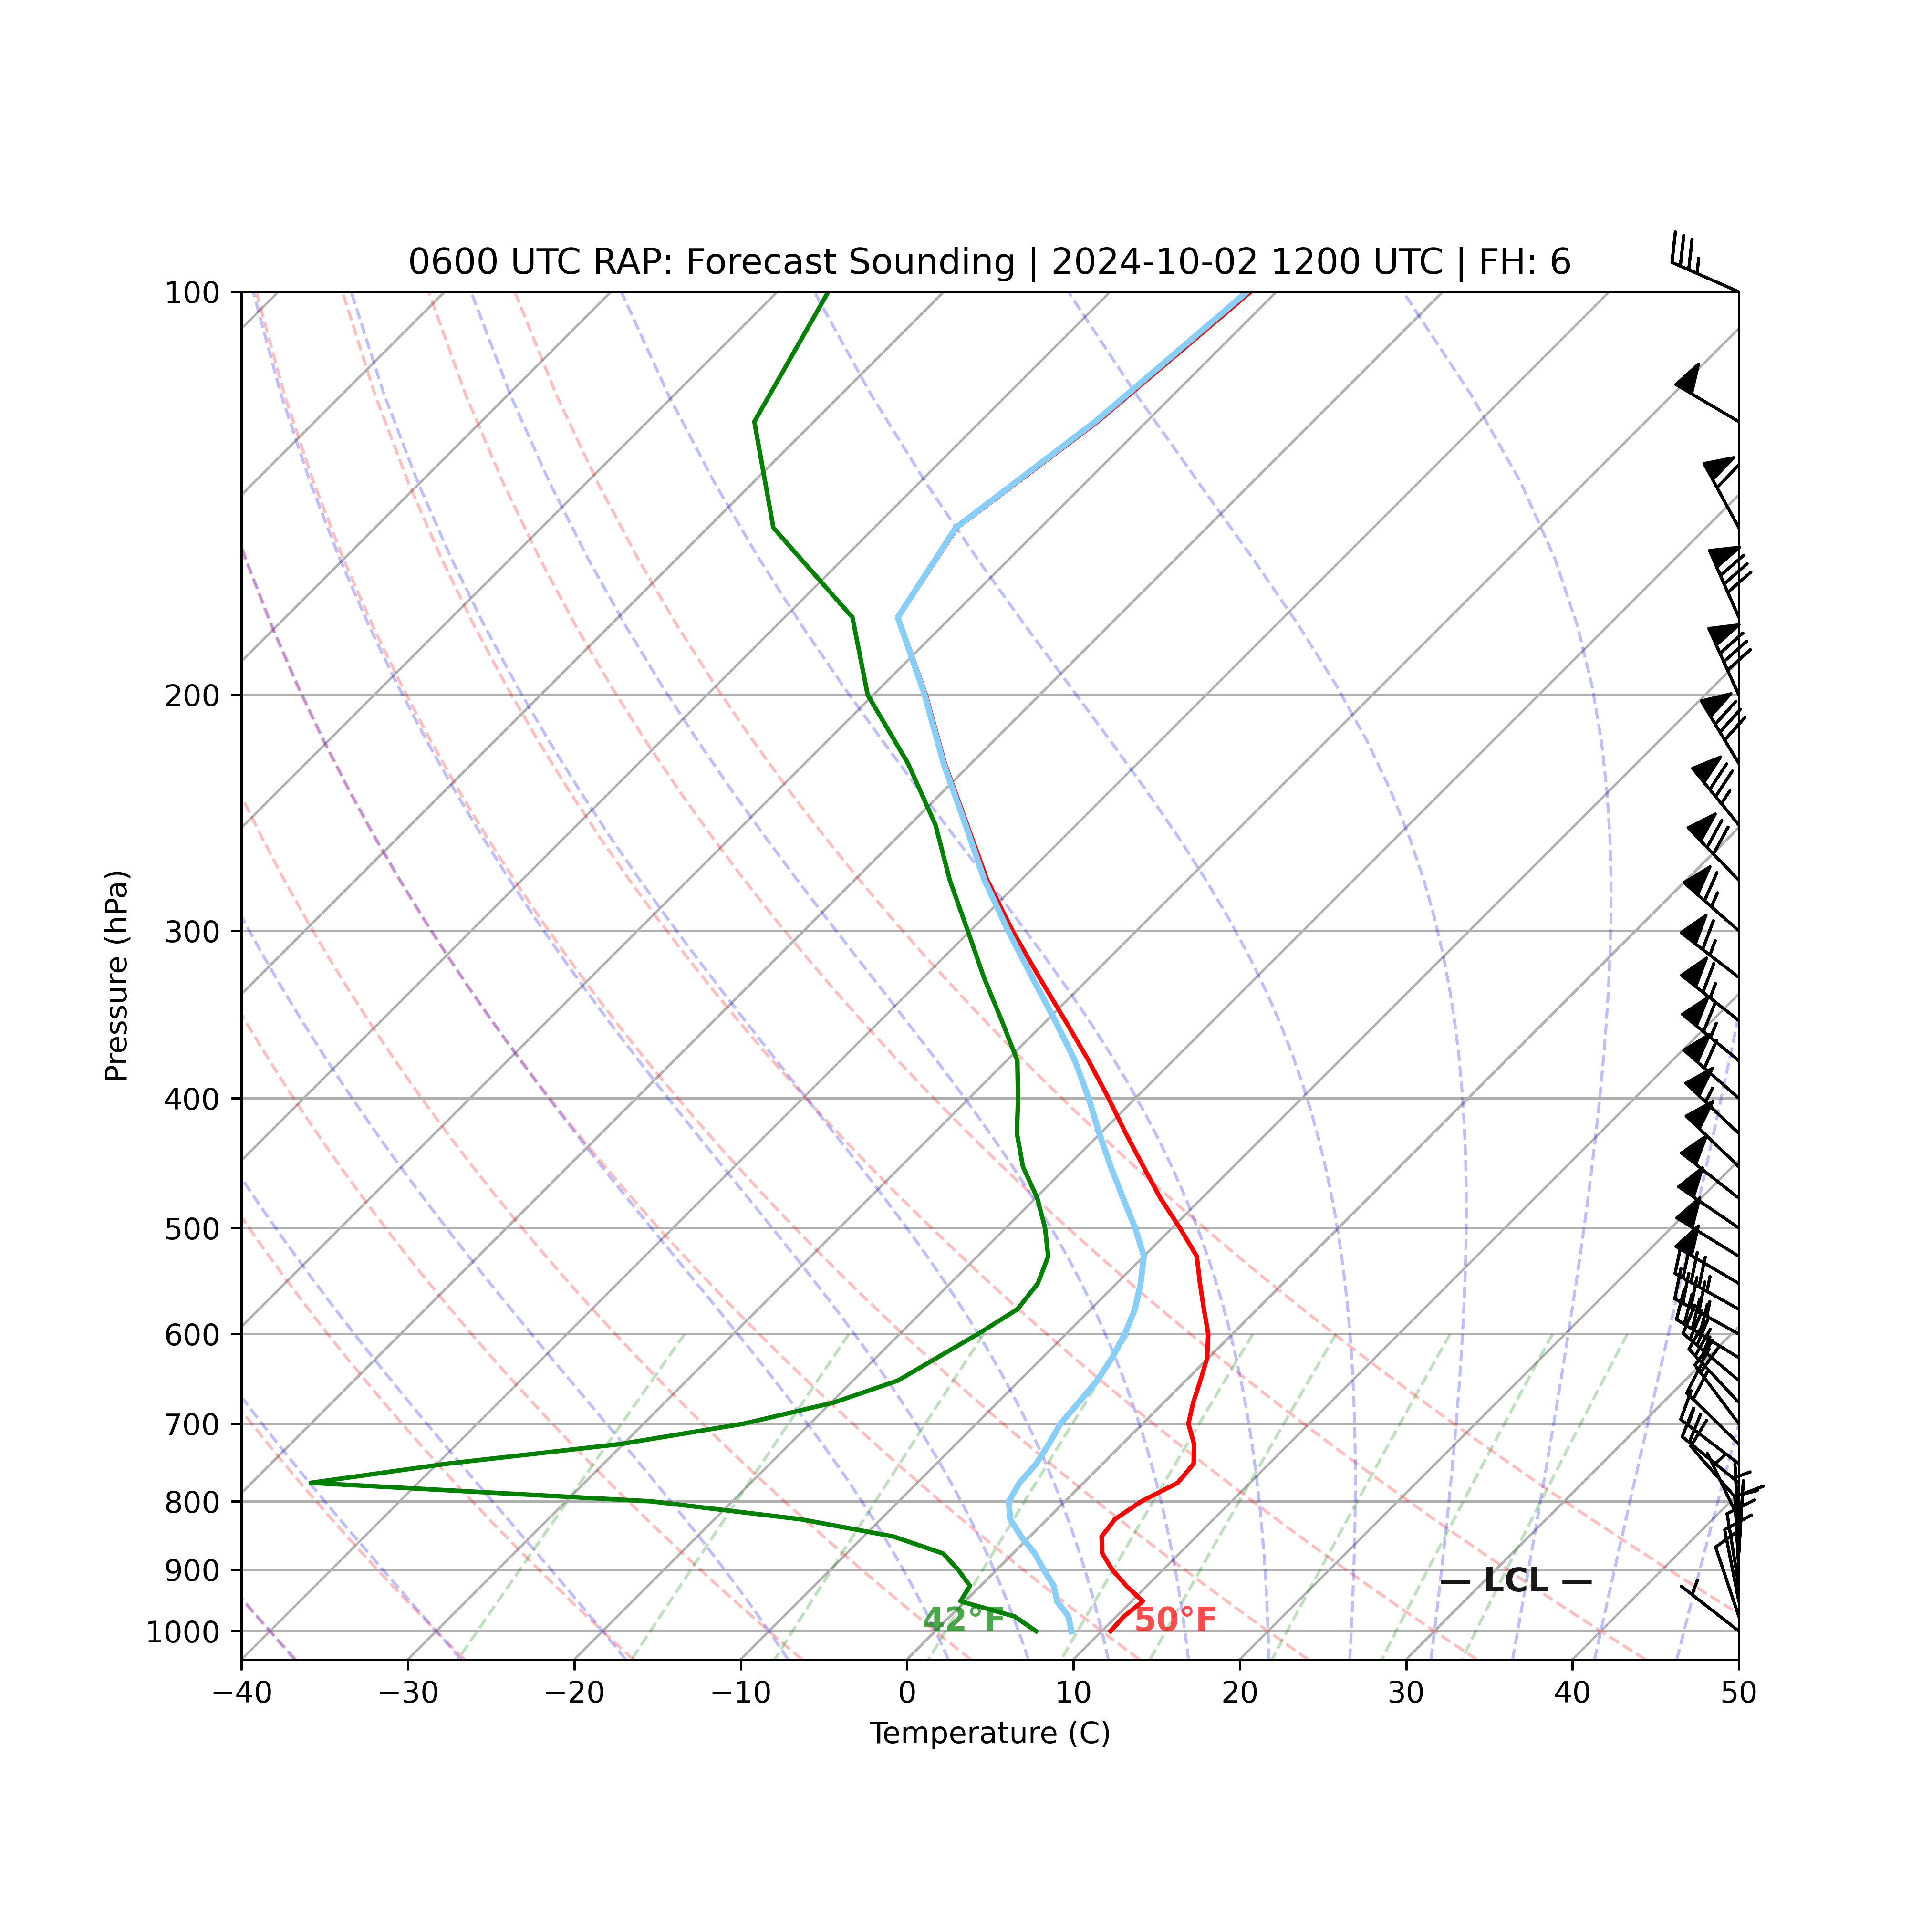 0600 UTC RAP: Forecast Sounding | 2024-10-02 1200 UTC | FH: 6
100
200
300
400
500
600
700
800
900
1000
Pressure (hPa)
— LCL —
42°F
50°F
−40 −30 −20 −10 0 10 20 30 40 50
Temperature (C)